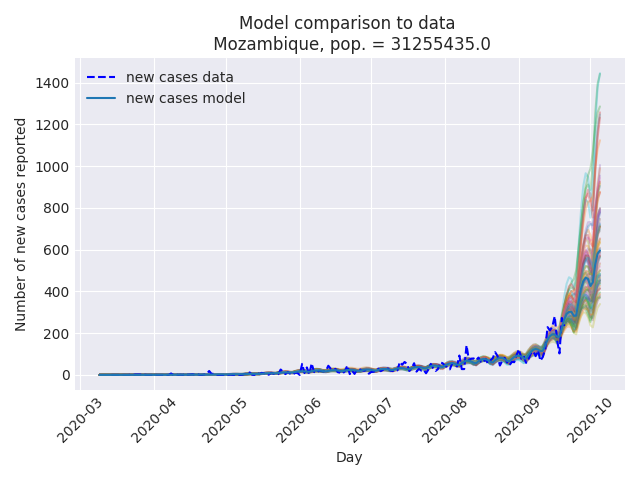 Model comparison to data
Mozambique, pop. = 31255435.0
new cases data
new cases model
Number of new cases reported
1400
1200
1000
800
600
400
200
0
2020-03
2020-04
2020-05
2020-06
2020-07
2020-08
2020-09
2020-10
Day